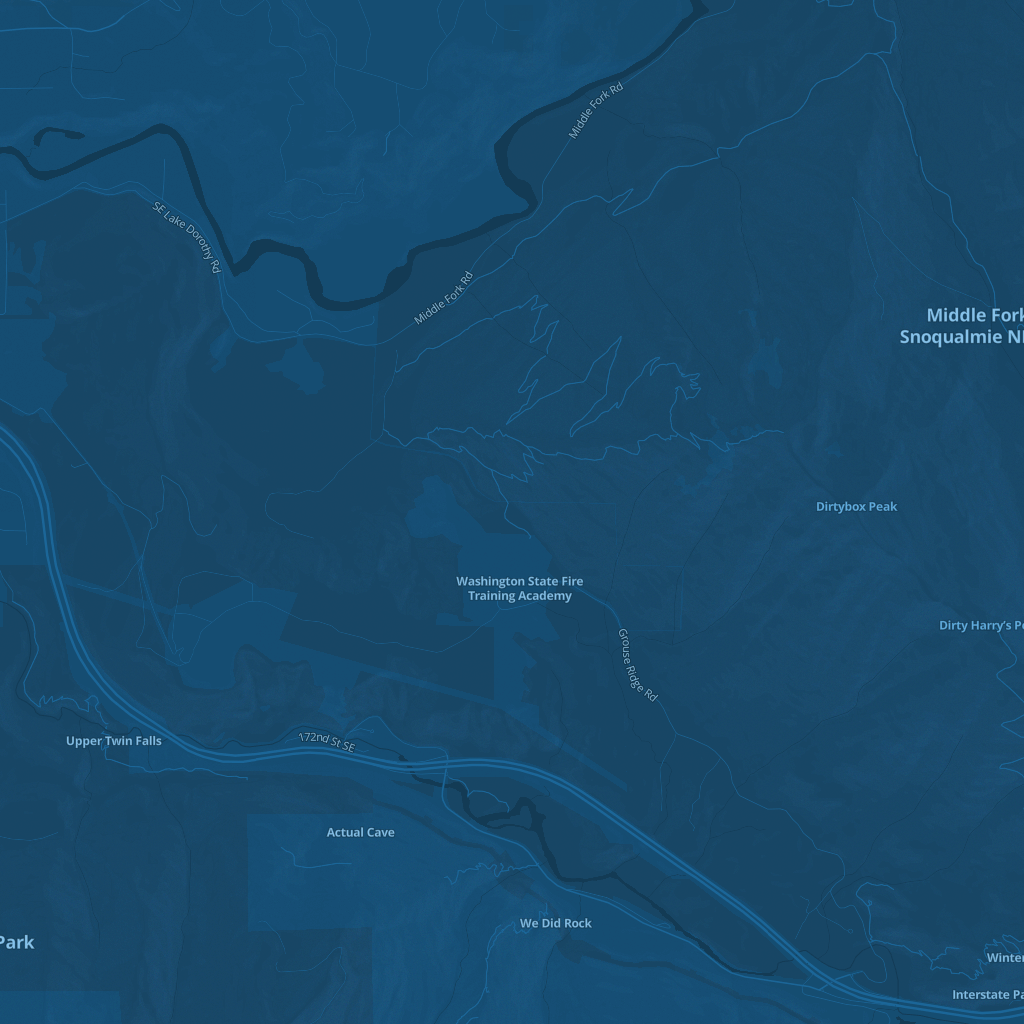 Middle Fork Rd
SE Lake Dorothy Rd
Middle Fork Rd
Middle Fork
Snoqualmie
Dirtybox Peak
Washington State Fire
Training Academy
Dirty Harry's
Grouse Ridge Rd
172nd St SE
Upper Twin Falls
Actual Cave
We Did Rock
Park
Winter
Interstate